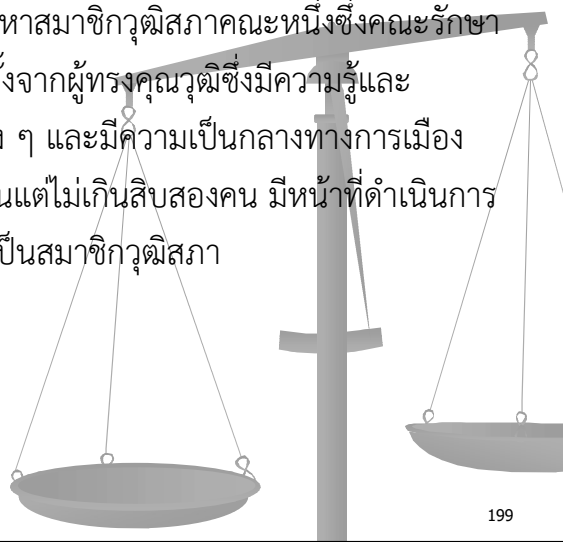 หาสมาชิกวุฒิสภาคณะหนึ่งซึ่งคณะรักษา
ั้งจากผู้ทรงคุณวุฒิซึ่งมีความรู้และ
ง ๆ และมีความเป็นกลางทางการเมือง
นแต่ไม่เกินสิบสองคน มีหน้าที่ดำเนินการ
เป็นสมาชิกวุฒิสภา
199